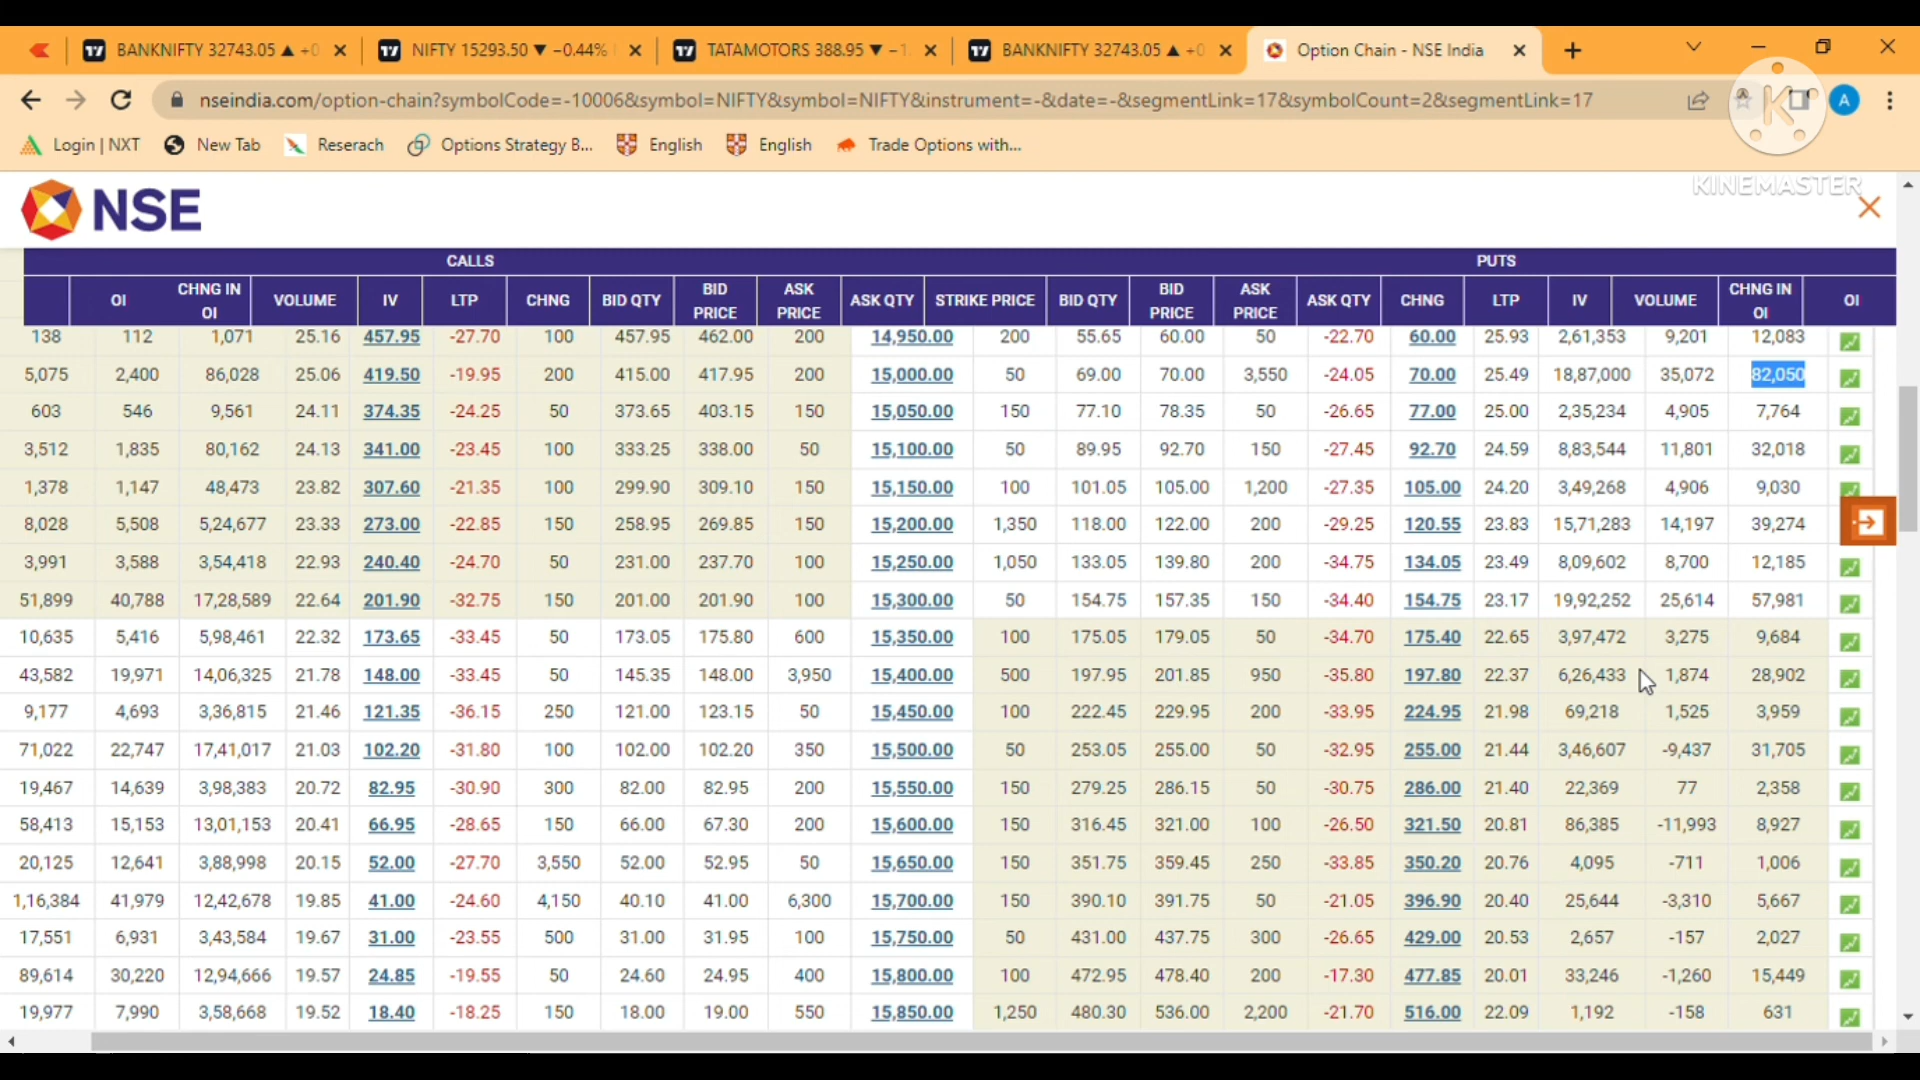 BANKNIFTY 32743.05 ▲ +0 NIFTY 15293.50 ▼ −0.44% TATAMOTORS 388.95 ▼ −1. BANKNIFTY 32743.05 ▲ +0 Option Chain - NSE India
nseindia.com/option-chain?symbolCode=-10006&symbol=NIFTY&symbol=NIFTY&instrument=-&date=-&segmentLink=17&symbolCount=2&segmentLink=17 A
K
Login | NXT New Tab Reserach Options Strategy B... English English Trade Options with...
KINEMASTER
NSE
CALLS PUTS
OI CHNG IN OI VOLUME IV LTP CHNG BID QTY BID PRICE ASK PRICE ASK QTY STRIKE PRICE BID QTY BID PRICE ASK PRICE ASK QTY CHNG LTP IV VOLUME CHNG IN OI OI
138 112 1,071 25.16 457.95 -27.70 100 457.95 462.00 200 14,950.00 200 55.65 60.00 50 -22.70 60.00 25.93 2,61,353 9,201 12,083
5,075 2,400 86,028 25.06 419.50 -19.95 200 415.00 417.95 200 15,000.00 50 69.00 70.00 3,550 -24.05 70.00 25.49 18,87,000 35,072 82,050
603 546 9,561 24.11 374.35 -24.25 50 373.65 403.15 150 15,050.00 150 77.10 78.35 50 -26.65 77.00 25.00 2,35,234 4,905 7,764
3,512 1,835 80,162 24.13 341.00 -23.45 100 333.25 338.00 50 15,100.00 50 89.95 92.70 150 -27.45 92.70 24.59 8,83,544 11,801 32,018
1,378 1,147 48,473 23.82 307.60 -21.35 100 299.90 309.10 150 15,150.00 100 101.05 105.00 1,200 -27.35 105.00 24.20 3,49,268 4,906 9,030
8,028 5,508 5,24,677 23.33 273.00 -22.85 150 258.95 269.85 150 15,200.00 1,350 118.00 122.00 200 -29.25 120.55 23.83 15,71,283 14,197 39,274
3,991 3,588 3,54,418 22.93 240.40 -24.70 50 231.00 237.70 100 15,250.00 1,050 133.05 139.80 200 -34.75 134.05 23.49 8,09,602 8,700 12,185
51,899 40,788 17,28,589 22.64 201.90 -32.75 150 201.00 201.90 100 15,300.00 50 154.75 157.35 150 -34.40 154.75 23.17 19,92,252 25,614 57,981
10,635 5,416 5,98,461 22.32 173.65 -33.45 50 173.05 175.80 600 15,350.00 100 175.05 179.05 50 -34.70 175.40 22.65 3,97,472 3,275 9,684
43,582 19,971 14,06,325 21.78 148.00 -33.45 50 145.35 148.00 3,950 15,400.00 500 197.95 201.85 950 -35.80 197.80 22.37 6,26,433 1,874 28,902
9,177 4,693 3,36,815 21.46 121.35 -36.15 250 121.00 123.15 50 15,450.00 100 222.45 229.95 200 -33.95 224.95 21.98 69,218 1,525 3,959
71,022 22,747 17,41,017 21.03 102.20 -31.80 100 102.00 102.20 350 15,500.00 50 253.05 255.00 50 -32.95 255.00 21.44 3,46,607 -9,437 31,705
19,467 14,639 3,98,383 20.72 82.95 -30.90 300 82.00 82.95 200 15,550.00 150 279.25 286.15 50 -30.75 286.00 21.40 22,369 77 2,358
58,413 15,153 13,01,153 20.41 66.95 -28.65 150 66.00 67.30 200 15,600.00 150 316.45 321.00 100 -26.50 321.50 20.81 86,385 -11,993 8,927
20,125 12,641 3,88,998 20.15 52.00 -27.70 3,550 52.00 52.95 50 15,650.00 150 351.75 359.45 250 -33.85 350.20 20.76 4,095 -711 1,006
1,16,384 41,979 12,42,678 19.85 41.00 -24.60 4,150 40.10 41.00 6,300 15,700.00 150 390.10 391.75 50 -21.05 396.90 20.40 25,644 -3,310 5,667
17,551 6,931 3,43,584 19.67 31.00 -23.55 500 31.00 31.95 100 15,750.00 50 431.00 437.75 300 -26.65 429.00 20.53 2,657 -157 2,027
89,614 30,220 12,94,666 19.57 24.85 -19.55 50 24.60 24.95 400 15,800.00 100 472.95 478.40 200 -17.30 477.85 20.01 33,246 -1,260 15,449
19,977 7,990 3,58,668 19.52 18.40 -18.25 150 18.00 19.00 550 15,850.00 1,250 480.30 536.00 2,200 -21.70 516.00 22.09 1,192 -158 631